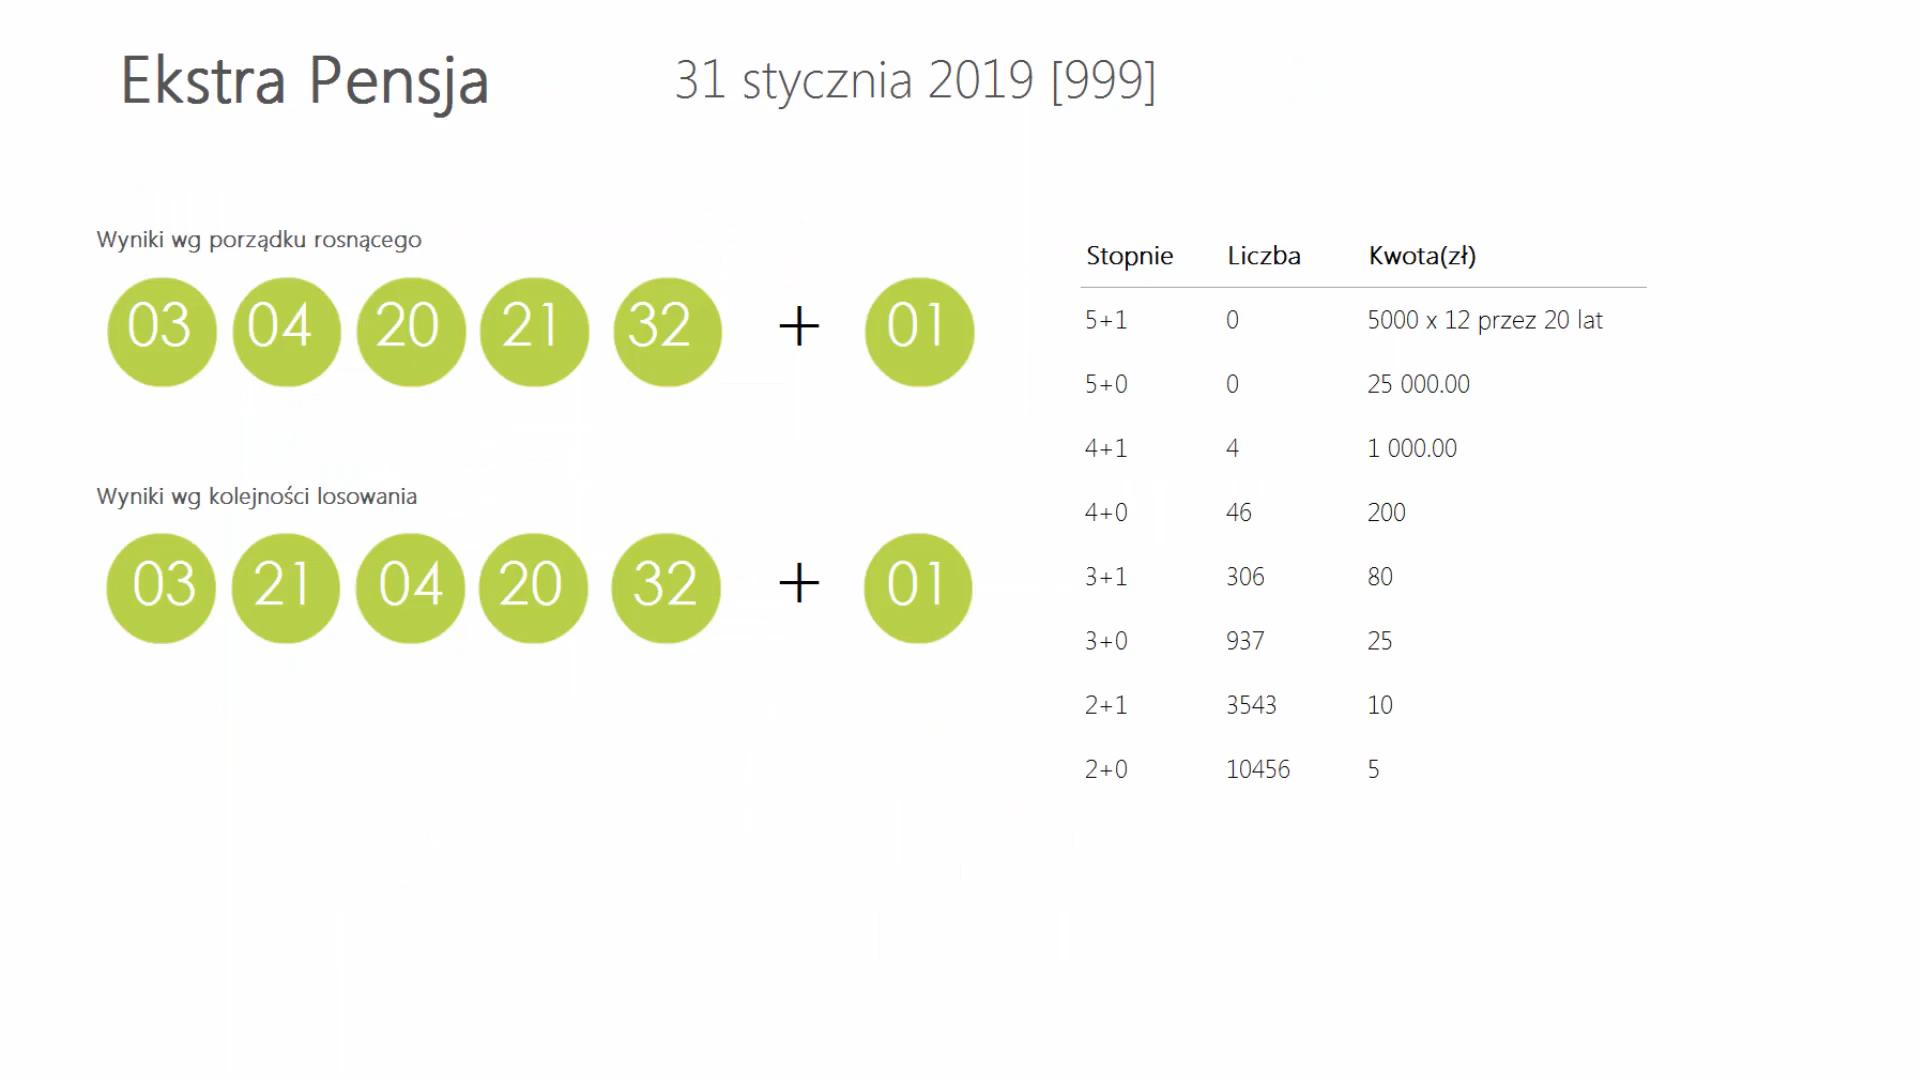 Ekstra Pensja 31 stycznia 2019 [999]
Wyniki wg porządku rosnącego
03 04 20 21 32 + 01
Wyniki wg kolejności losowania
03 21 04 20 32 + 01
Stopnie Liczba Kwota(zł)
5+1 0 5000 x 12 przez 20 lat
5+0 0 25 000.00
4+1 4 1 000.00
4+0 46 200
3+1 306 80
3+0 937 25
2+1 3543 10
2+0 10456 5